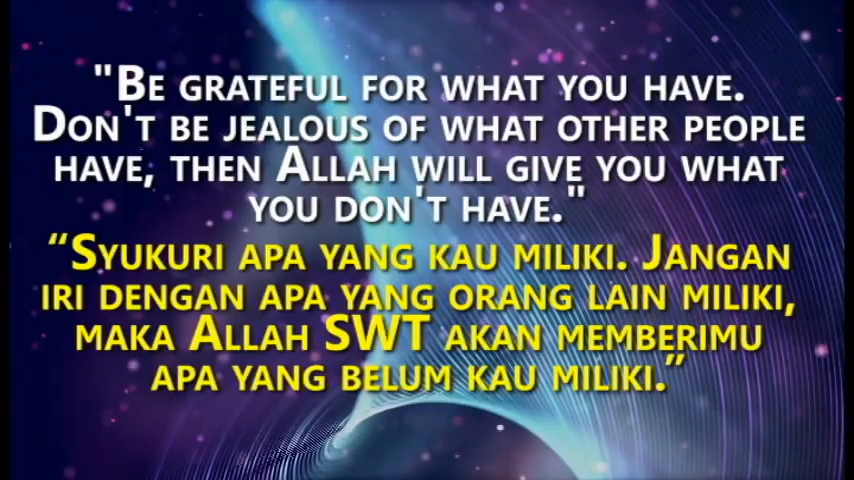 "Be grateful for what you have.
Don't be jealous of what other people
have, then Allah will give you what
you don't have."
“Syukuri apa yang kau miliki. Jangan
iri dengan apa yang orang lain miliki,
maka Allah SWT akan memberimu
apa yang belum kau miliki.”